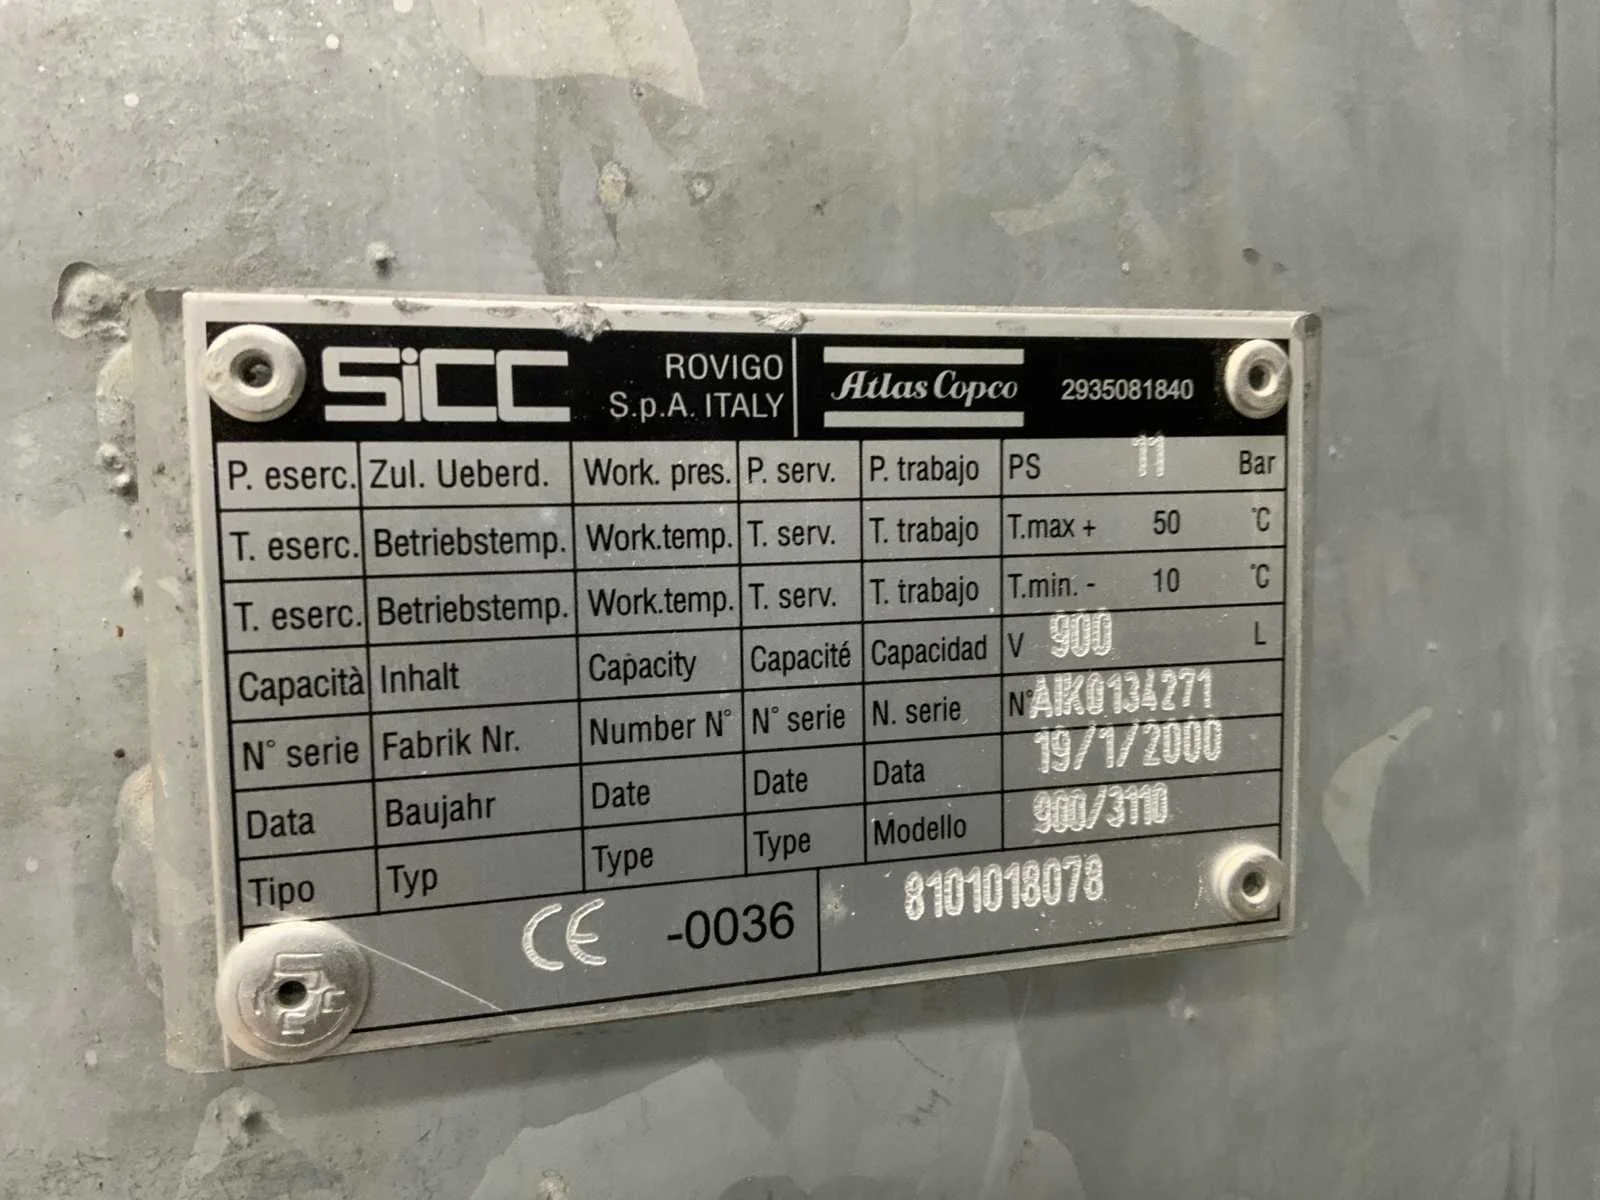 SiCC ROVIGO S.p.A. ITALY Atlas Copco 2935081840
P. eserc. Zul. Ueberd. Work. pres. P. serv. P. trabajo PS 11 Bar
T. eserc. Betriebstemp. Work.temp. T. serv. T. trabajo T.max + 50 °C
T. eserc. Betriebstemp. Work.temp. T. serv. T. trabajo T.min. - 10 °C
Capacità Inhalt Capacity Capacité Capacidad V 900 L
N° serie Fabrik Nr. Number N° N° serie N. serie N° AIK0134271
Data Baujahr Date Date Data 19/1/2000
Tipo Typ Type Type Modello 900/3110
CE -0036 8101018078